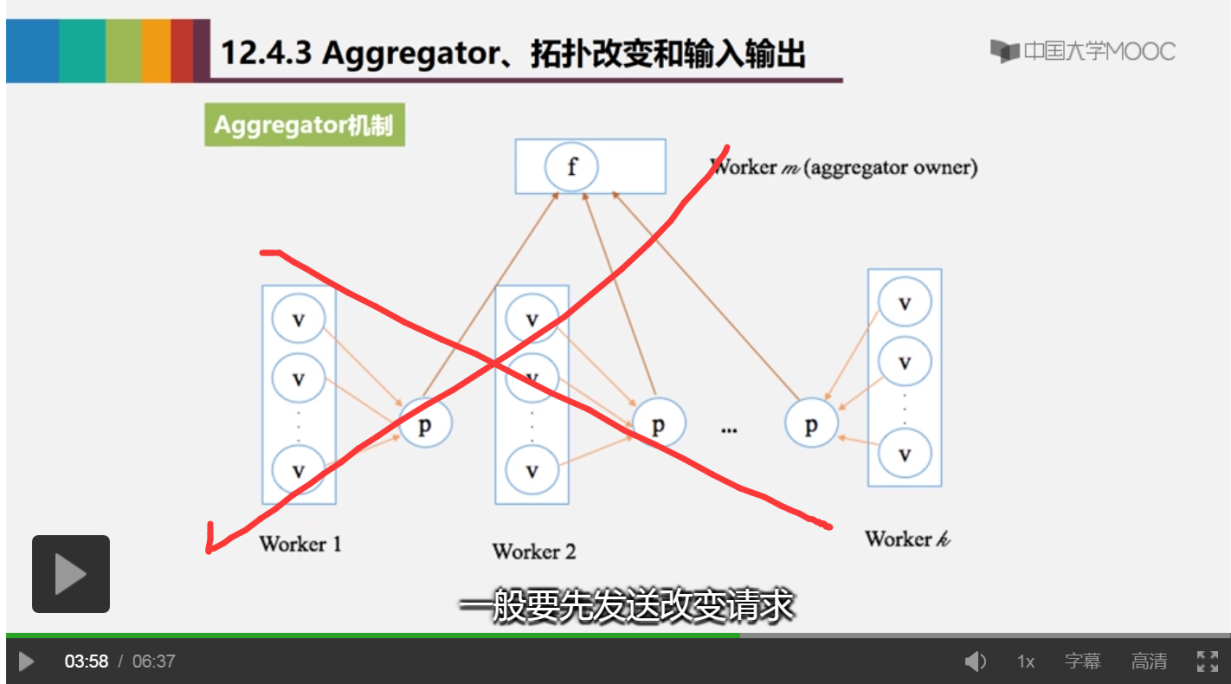 12.4.3 Aggregator、拓扑改变和输入输出
中国大学MOOC
Aggregator机制
f
Worker m (aggregator owner)
v
v
v
p
v
v
v
p
...
p
v
v
v
Worker 1
Worker 2
Worker k
一般要先发送改变请求
03:58 / 06:37
1x
字幕
高清